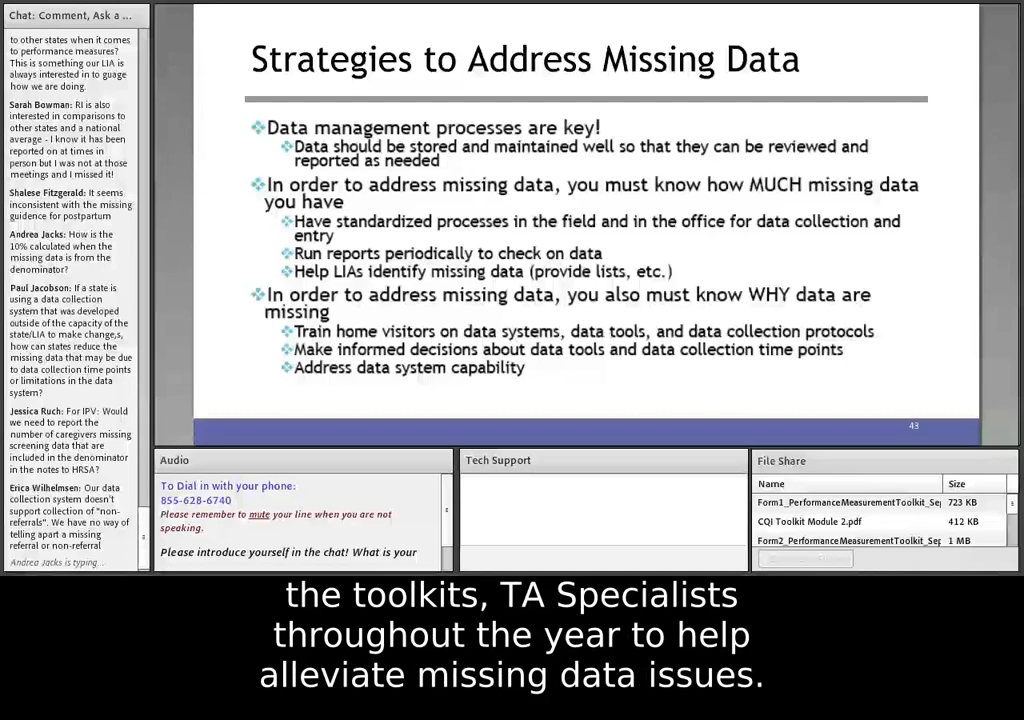 Chat: Comment, Ask a ...
to other states when it comes
to performance measures?
This is something our LIA is
always interested in to guage
how we are doing.
Sarah Bowman: RI is also
interested in comparisons to
other states and a national
average - I know it has been
reported on at times in
person but I was not at those
meetings and I missed it!
Shalese Fitzgerald: It seems
inconsistent with the missing
guidence for postpartum
Andrea Jacks: How is the
10% calculated when the
missing data is from the
denominator?
Paul Jacobson: If a state is
using a data collection
system that was developed
outside of the capacity of the
state/LIA to make change,s,
how can states reduce the
missing data that may be due
to data collection time points
or limitations in the data
system?
Jessica Ruch: For IPV: Would
we need to report the
number of caregivers missing
screening data that are
included in the denominator
in the notes to HRSA?
Erica Wilhelmsen: Our data
collection system doesn't
support collection of "non-
referrals". We have no way of
telling apart a missing
referral or non-referral
Andrea Jacks is typing...
Strategies to Address Missing Data
Data management processes are key!
Data should be stored and maintained well so that they can be reviewed and
reported as needed
In order to address missing data, you must know how MUCH missing data
you have
Have standardized processes in the field and in the office for data collection and
entry
Run reports periodically to check on data
Help LIAs identify missing data (provide lists, etc.)
In order to address missing data, you also must know WHY data are
missing
Train home visitors on data systems, data tools, and data collection protocols
Make informed decisions about data tools and data collection time points
Address data system capability
43
Audio
To Dial in with your phone:
855-628-6740
Please remember to mute your line when you are not
speaking.
Please introduce yourself in the chat! What is your
Tech Support
File Share
Name Size
Form1_PerformanceMeasurementToolkit_Se 723 KB
CQI Toolkit Module 2.pdf 412 KB
Form2_PerformanceMeasurementToolkit_Se 1 MB
the toolkits, TA Specialists
throughout the year to help
alleviate missing data issues.